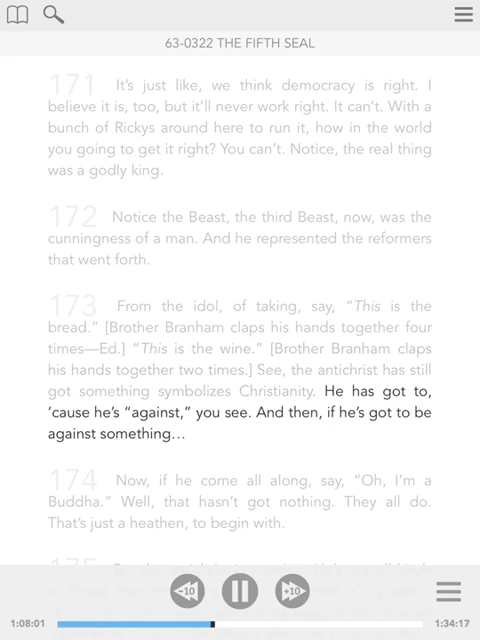 63-0322 THE FIFTH SEAL
171 It's just like, we think democracy is right. I
believe it is, too, but it'll never work right. It can't. With a
bunch of Rickys around here to run it, how in the world
you going to get it right? You can't. Notice, the real thing
was a godly king.
172 Notice the Beast, the third Beast, now, was the
cunningness of a man. And he represented the reformers
that went forth.
173 From the idol, of taking, say, “This is the
bread.” [Brother Branham claps his hands together four
times—Ed.] “This is the wine.” [Brother Branham claps
his hands together two times.] See, the antichrist has still
got something symbolizes Christianity. He has got to,
’cause he’s “against,” you see. And then, if he’s got to be
against something…
174 Now, if he come all along, say, “Oh, I’m a
Buddha.” Well, that hasn’t got nothing. They all do.
That’s just a heathen, to begin with.
175
-10 +10
1:08:01 1:34:17